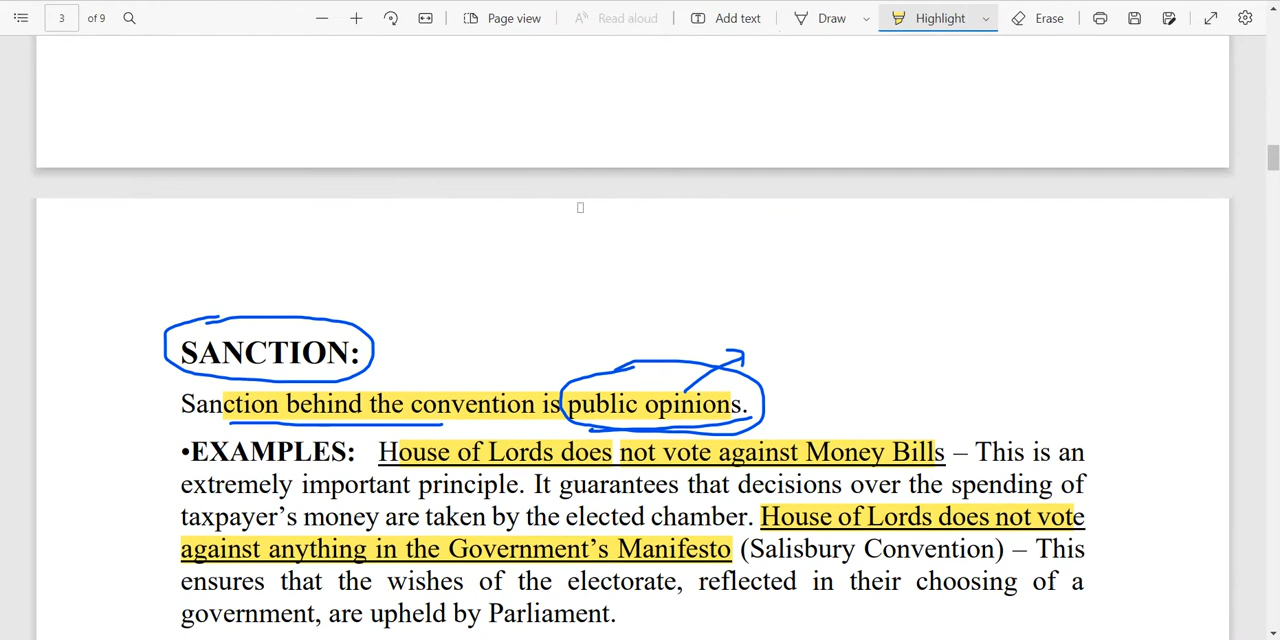 3 of 9 Page view Read aloud Add text Draw Highlight Erase
SANCTION:
Sanction behind the convention is public opinions.
•EXAMPLES: House of Lords does not vote against Money Bills – This is an
extremely important principle. It guarantees that decisions over the spending of
taxpayer’s money are taken by the elected chamber. House of Lords does not vote
against anything in the Government’s Manifesto (Salisbury Convention) – This
ensures that the wishes of the electorate, reflected in their choosing of a
government, are upheld by Parliament.